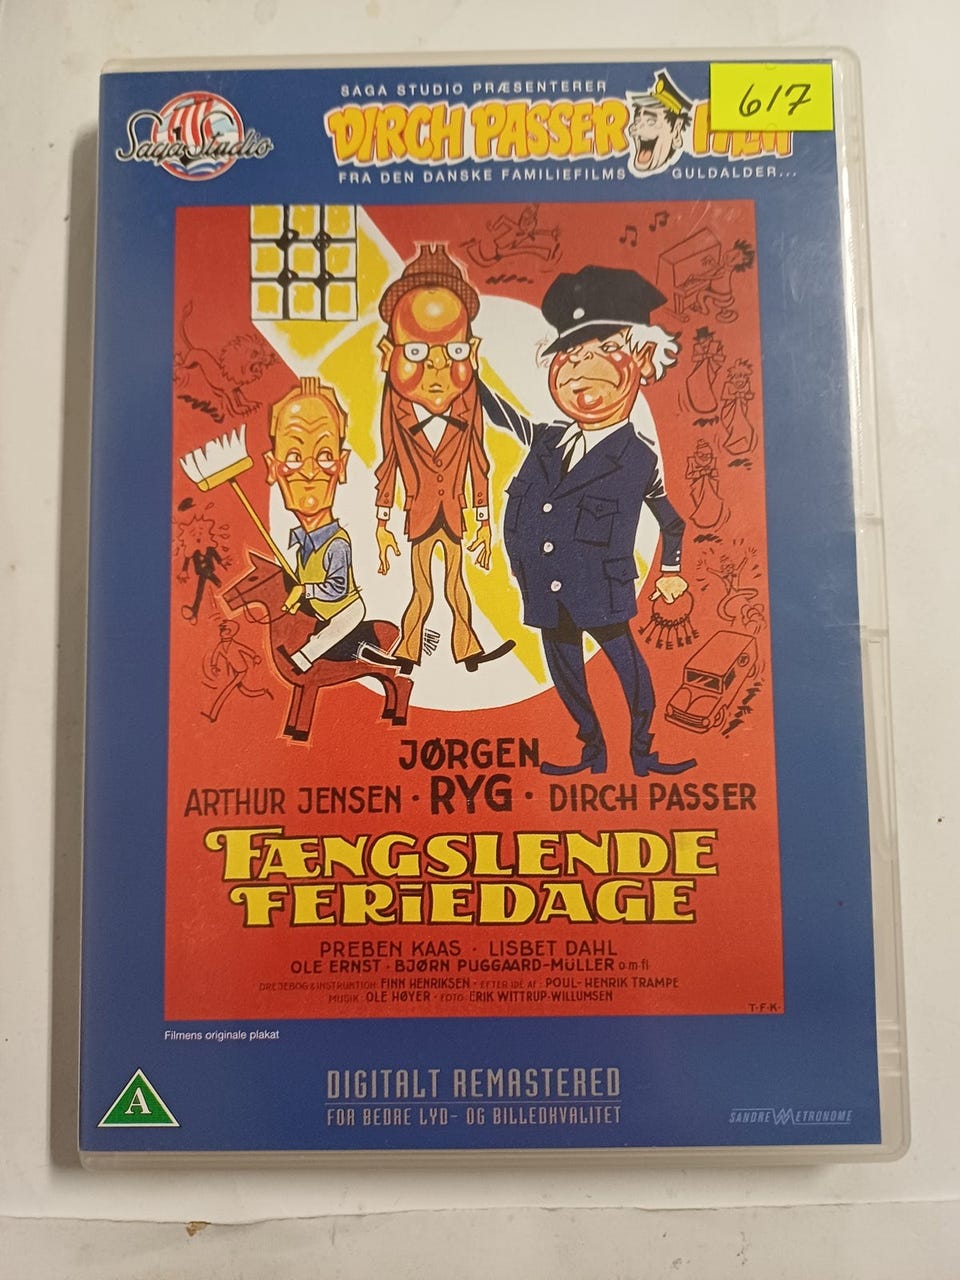 SAGA STUDIO PRÆSENTERER
Saga Studio
DIRCH PASSER FILM
617
FRA DEN DANSKE FAMILIEFILMS GULDALDER...
JØRGEN
ARTHUR JENSEN · RYG · DIRCH PASSER
FÆNGSLENDE
FERIEDAGE
PREBEN KAAS · LISBET DAHL
OLE ERNST · BJØRN PUGGAARD-MÜLLER o·m·fl
DREJEBOG & INSTRUKTION: FINN HENRIKSEN · EFTER IDÉ AF: POUL-HENRIK TRAMPE
MUSIK: OLE HØYER · FOTO: ERIK WITTRUP-WILLUMSEN
T-F-K-
Filmens originale plakat
A
DIGITALT REMASTERED
FOR BEDRE LYD- OG BILLEDKVALITET
SANDREW METRONOME